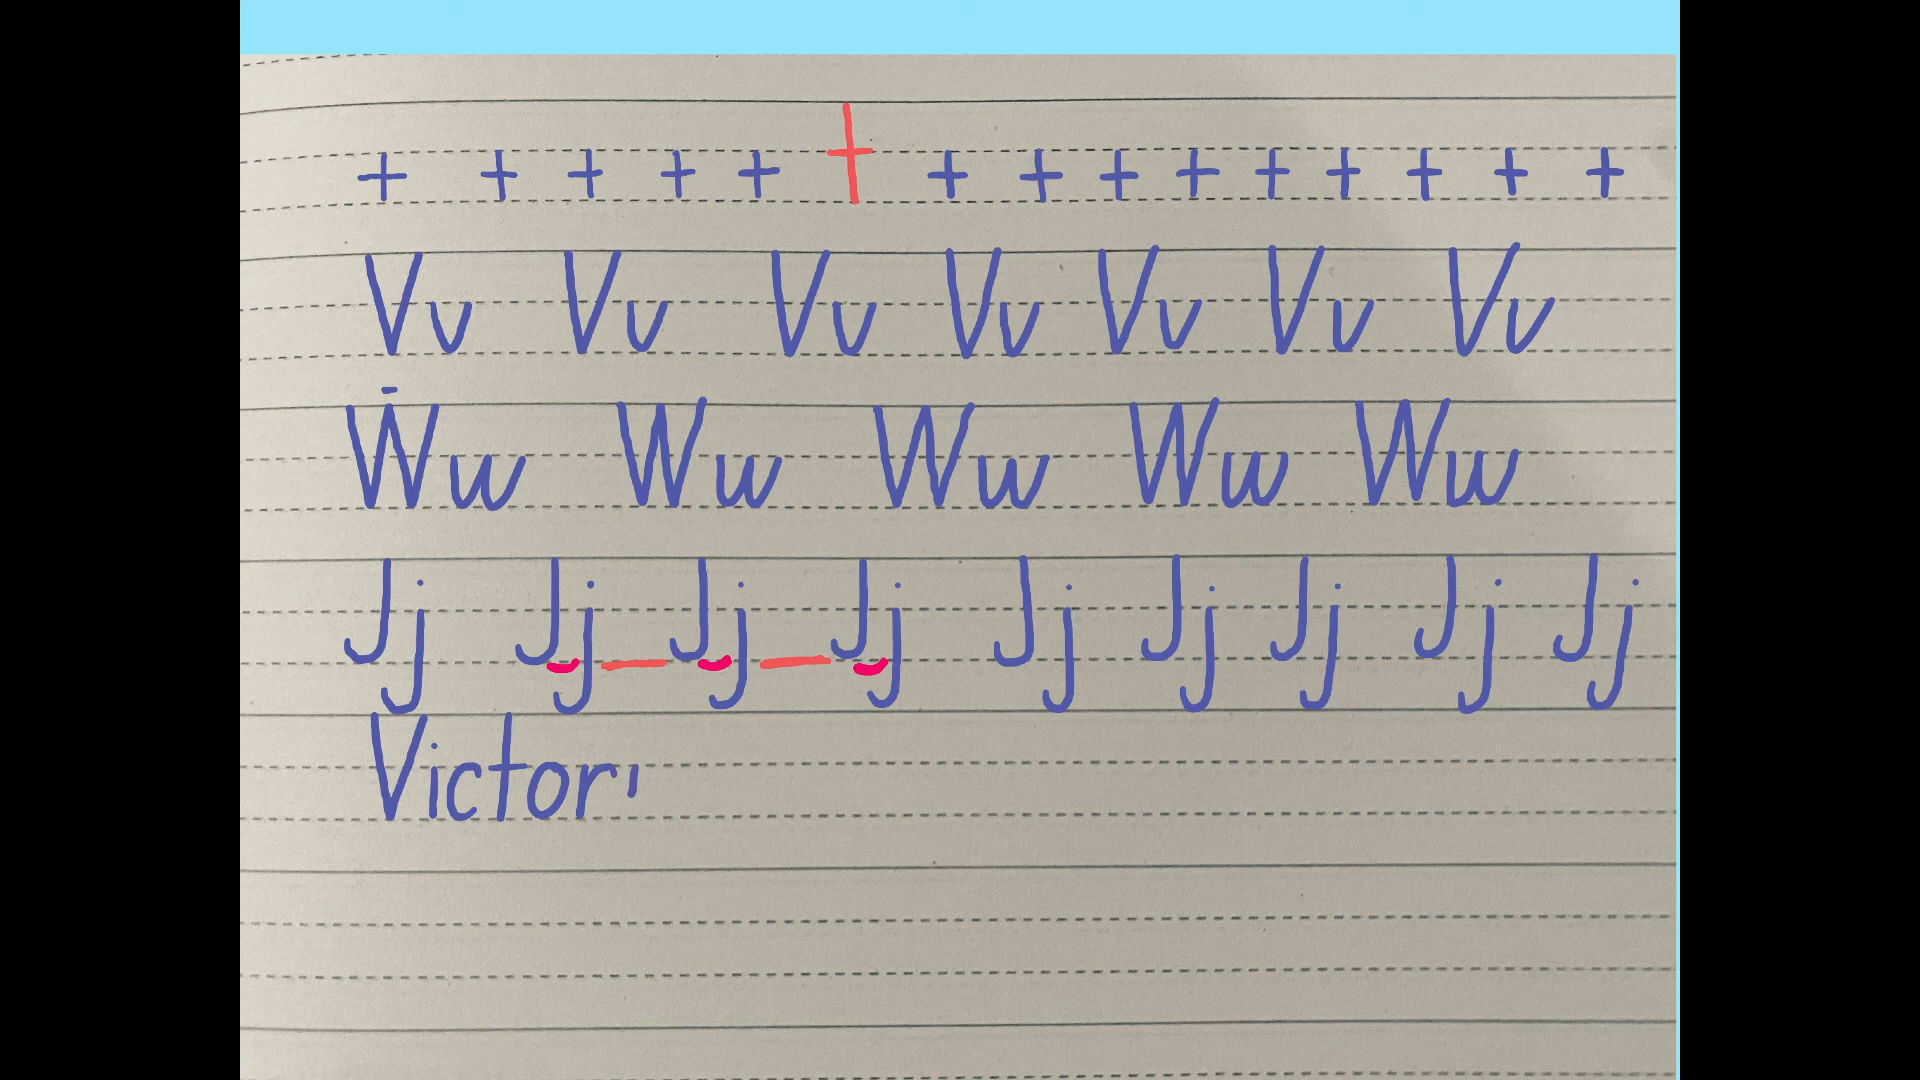 + + + + + + + + + + + + + + +
Vv Vv Vv Vv Vv Vv Vv
Ww Ww Ww Ww Ww
Jj Jj Jj Jj Jj Jj Jj Jj Jj
Victor